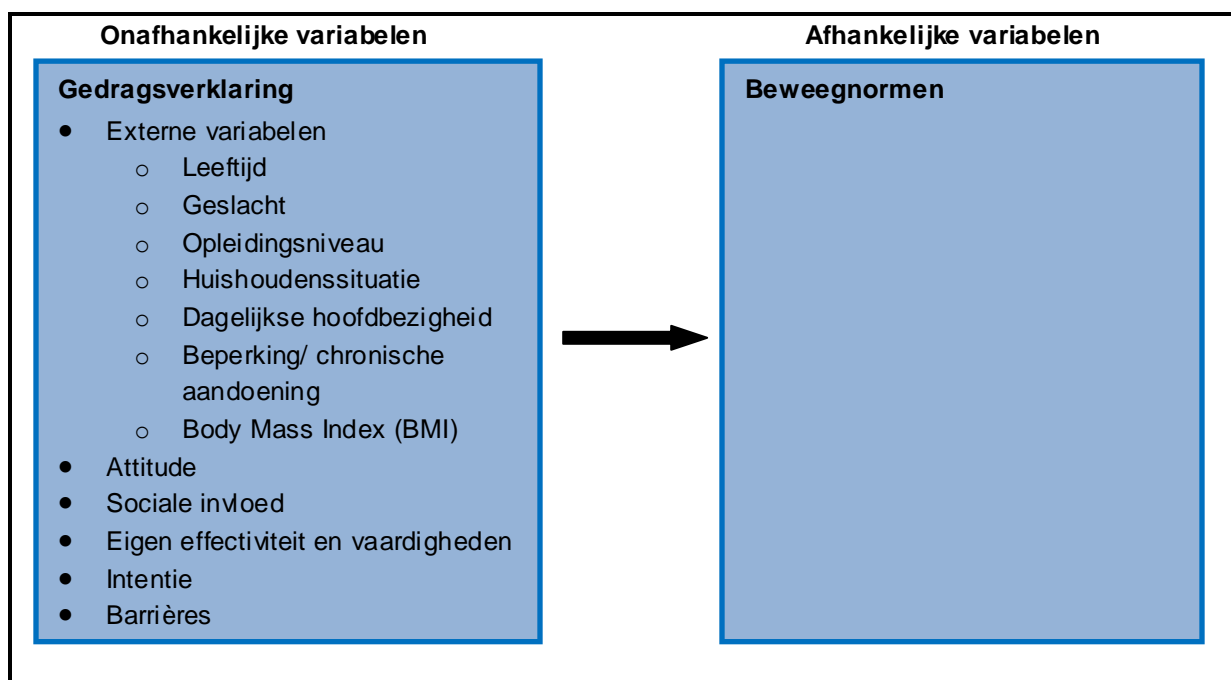 Onafhankelijke variabelen
Afhankelijke variabelen
Gedragsverklaring
• Externe variabelen
o Leeftijd
o Geslacht
o Opleidingsniveau
o Huishoudenssituatie
o Dagelijkse hoofdbezigheid
o Beperking/ chronische
aandoening
o Body Mass Index (BMI)
• Attitude
• Sociale invloed
• Eigen effectiviteit en vaardigheden
• Intentie
• Barrières
Beweegnormen